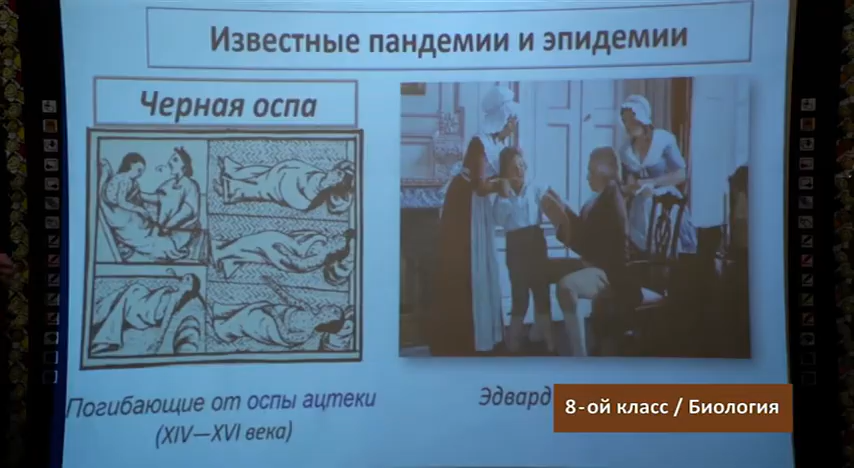 Известные пандемии и эпидемии
Черная оспа
Погибающие от оспы ацтеки
(XIV—XVI века)
Эдвард
8-ой класс / Биология